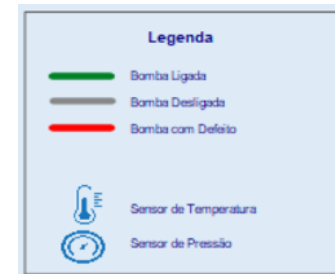 Legenda
Bomba Ligada
Bomba Desligada
Bomba com Defeito
Sensor de Temperatura
Sensor de Pressão